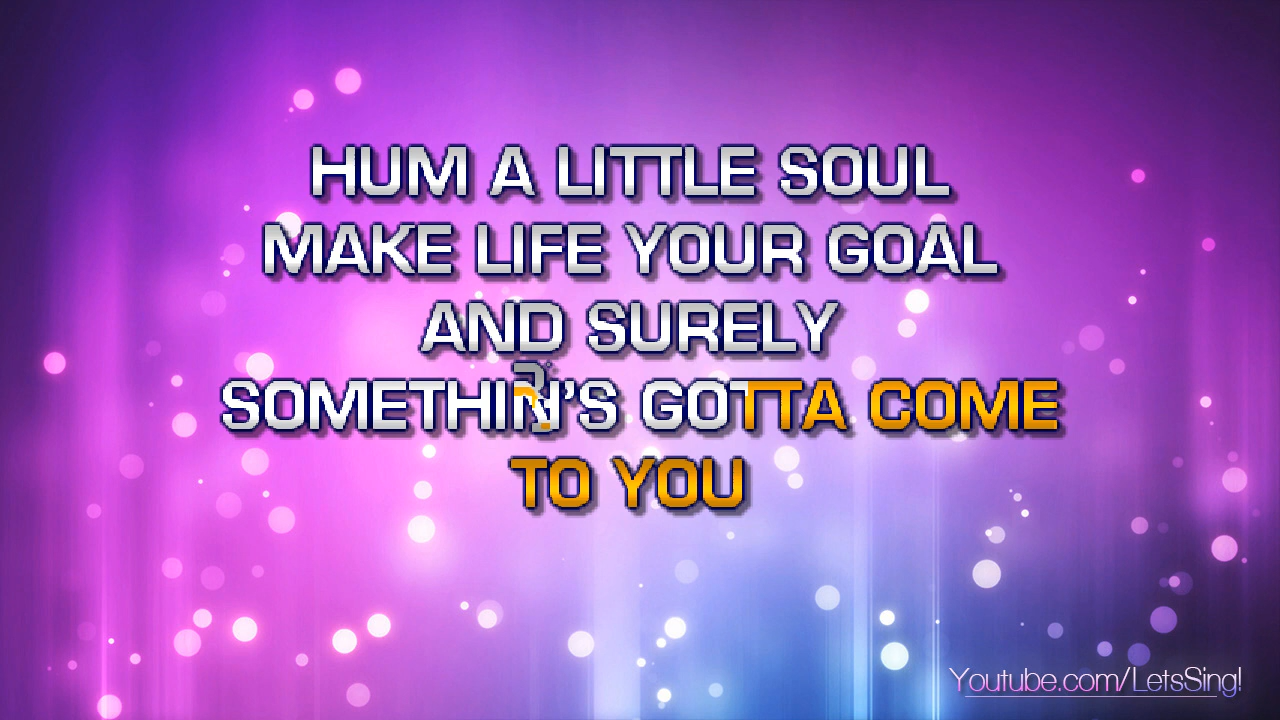 HUM A LITTLE SOUL
MAKE LIFE YOUR GOAL
AND SURELY
SOMETHIN'S GOTTA COME
TO YOU
Youtube.com/LetsSing!